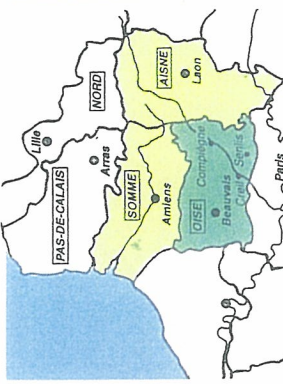 Lille
NORD
PAS-DE-CALAIS
Arras
AISNE
Laon
SOMME
Amiens
OISE
Compiègne
Beauvais
Creil
Senlis
Paris